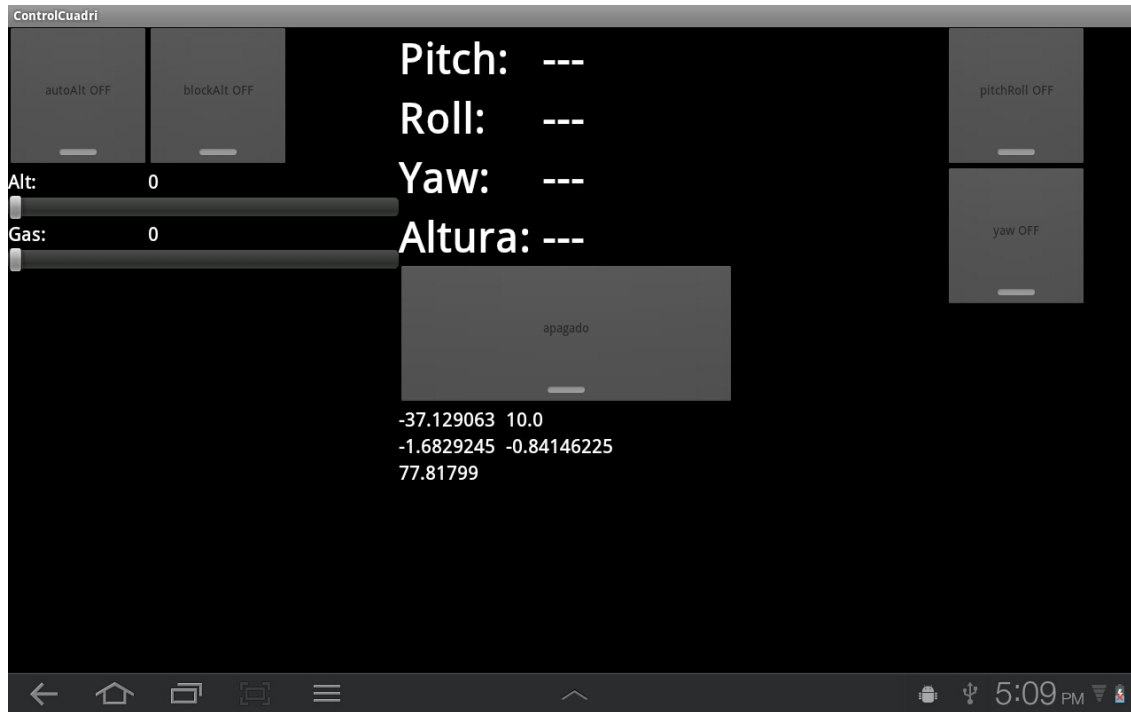 ControlCuadri
autoAlt OFF
blockAlt OFF
Alt: 0
Gas: 0
Pitch: ---
Roll: ---
Yaw: ---
Altura: ---
apagado
-37.129063 10.0
-1.6829245 -0.84146225
77.81799
pitchRoll OFF
yaw OFF
5:09 PM